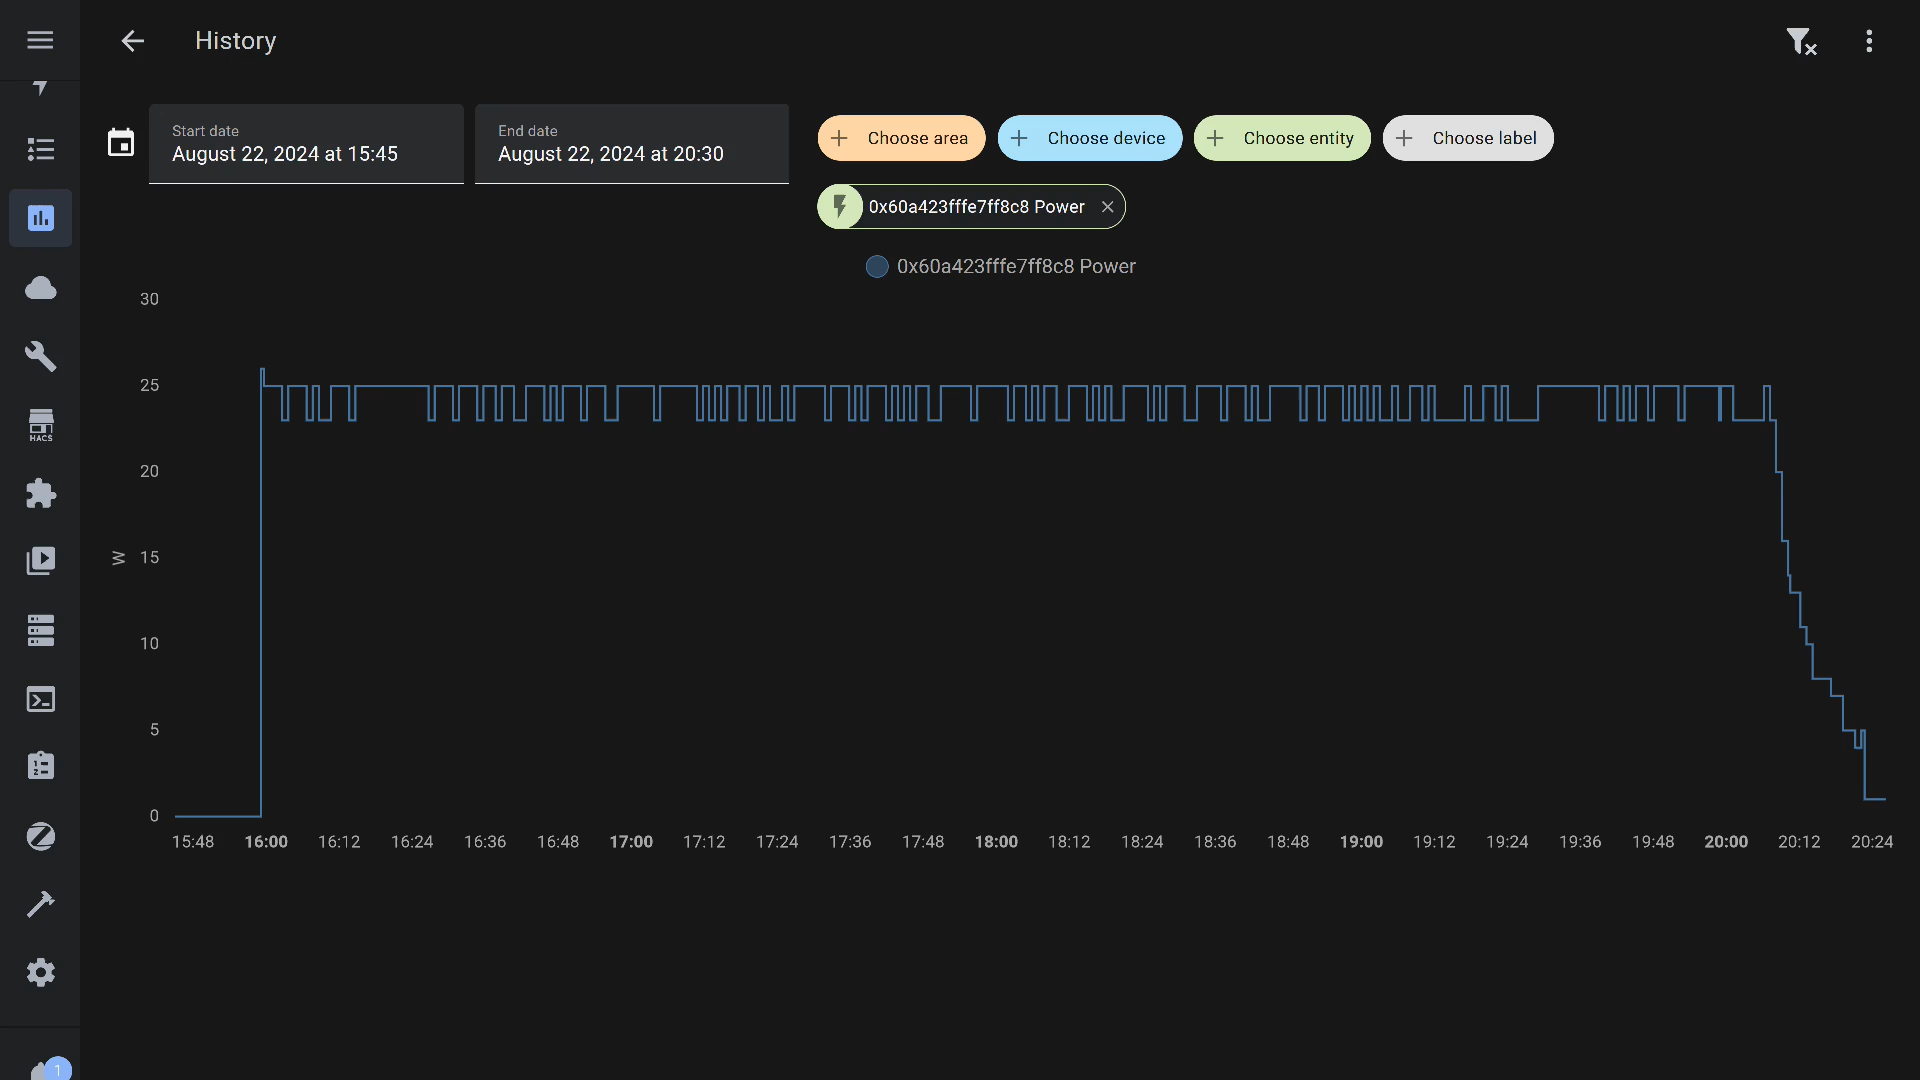 History
Start date
August 22, 2024 at 15:45
End date
August 22, 2024 at 20:30
Choose area
Choose device
Choose entity
Choose label
0x60a423fffe7ff8c8 Power
0x60a423fffe7ff8c8 Power
30
25
20
15
10
5
0
W
15:48 16:00 16:12 16:24 16:36 16:48 17:00 17:12 17:24 17:36 17:48 18:00 18:12 18:24 18:36 18:48 19:00 19:12 19:24 19:36 19:48 20:00 20:12 20:24
HACS
1
2
1